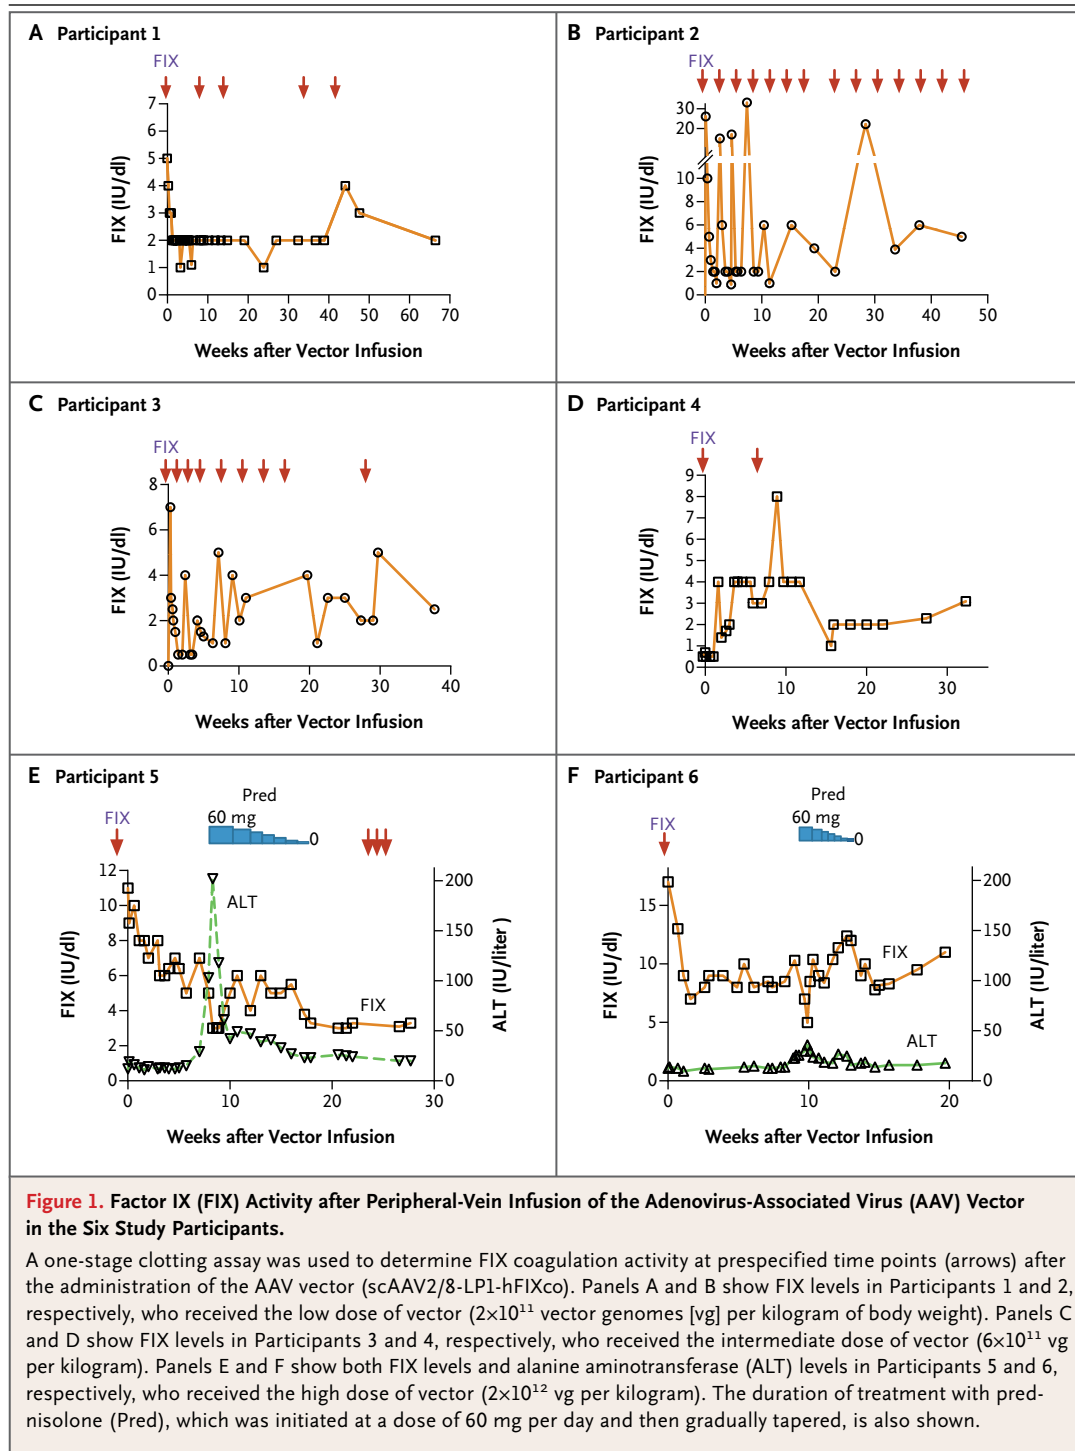 A Participant 1
FIX
7
6
5
4
3
2
1
0
FIX (IU/dl)
0 10 20 30 40 50 60 70
Weeks after Vector Infusion
B Participant 2
FIX
30
20
10
8
6
4
2
0
FIX (IU/dl)
0 10 20 30 40 50
Weeks after Vector Infusion
C Participant 3
FIX
8
6
4
2
0
FIX (IU/dl)
0 10 20 30 40
Weeks after Vector Infusion
D Participant 4
FIX
9
8
7
6
5
4
3
2
1
0
FIX (IU/dl)
0 10 20 30
Weeks after Vector Infusion
E Participant 5
Pred
FIX
60 mg
0
12
10
8
6
4
2
0
FIX (IU/dl)
ALT
FIX
200
150
100
50
0
ALT (IU/liter )
0 10 20 30
Weeks after Vector Infusion
F Participant 6
Pred
FIX
60 mg
0
15
10
5
0
FIX (IU/dl)
FIX
ALT
200
150
100
50
0
ALT (IU/liter)
0 10 20
Weeks after Vector Infusion
Figure 1. Factor IX (FIX) Activity after Peripheral-Vein Infusion of the Adenovirus-Associated Virus (AAV) Vector
in the Six Study Participants.
A one-stage clotting assay was used to determine FIX coagulation activity at prespecified time points (arrows) after
the administration of the AAV vector (scAAV2/8-LP1-hFIXco). Panels A and B show FIX levels in Participants 1 and 2,
respectively, who received the low dose of vector (2×10¹¹ vector genomes [vg] per kilogram of body weight). Panels C
and D show FIX levels in Participants 3 and 4, respectively, who received the intermediate dose of vector (6×10¹¹ vg
per kilogram). Panels E and F show both FIX levels and alanine aminotransferase (ALT) levels in Participants 5 and 6,
respectively, who received the high dose of vector (2×10¹² vg per kilogram). The duration of treatment with pred-
nisolone (Pred), which was initiated at a dose of 60 mg per day and then gradually tapered, is also shown.